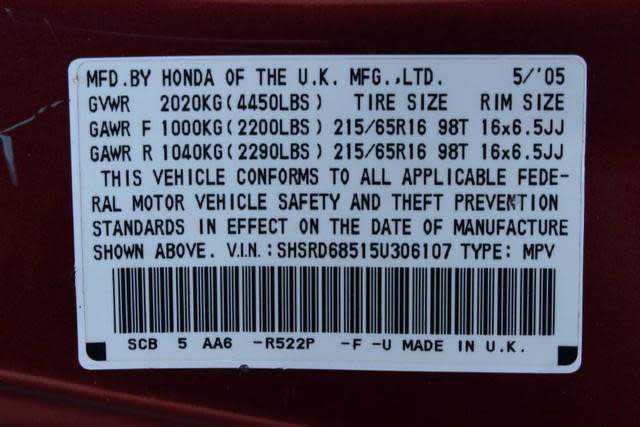 MFD.BY HONDA OF THE U.K. MFG.,LTD. 5/'05
GVWR 2020KG(4450LBS) TIRE SIZE RIM SIZE
GAWR F 1000KG(2200LBS) 215/65R16 98T 16x6.5JJ
GAWR R 1040KG(2290LBS) 215/65R16 98T 16x6.5JJ
THIS VEHICLE CONFORMS TO ALL APPLICABLE FEDE-
RAL MOTOR VEHICLE SAFETY AND THEFT PREVENTION
STANDARDS IN EFFECT ON THE DATE OF MANUFACTURE
SHOWN ABOVE. V.I.N.:SHSRD68515U306107 TYPE: MPV
SCB 5 AA6 -R522P -F -U MADE IN U.K.